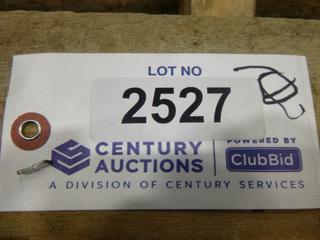 LOT NO
2527
CENTURY AUCTIONS
POWERED BY
ClubBid
A DIVISION OF CENTURY SERVICES